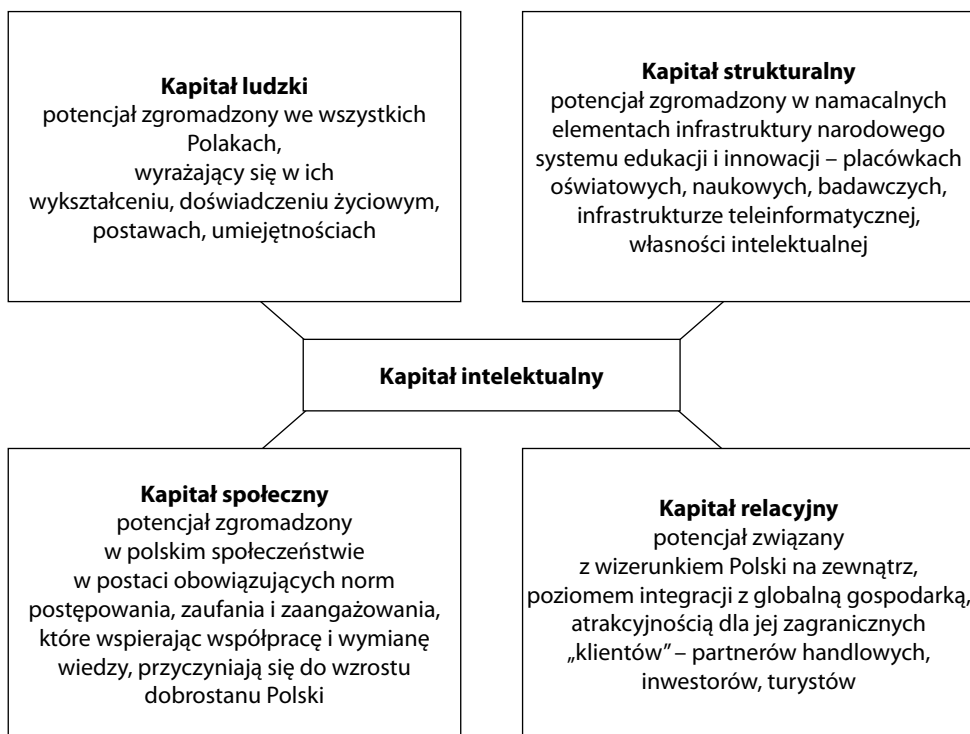 Kapitał ludzki
potencjał zgromadzony we wszystkich
Polakach,
wyrażający się w ich
wykształceniu, doświadczeniu życiowym,
postawach, umiejętnościach
Kapitał strukturalny
potencjał zgromadzony w namacalnych
elementach infrastruktury narodowego
systemu edukacji i innowacji – placówkach
oświatowych, naukowych, badawczych,
infrastrukturze teleinformatycznej,
własności intelektualnej
Kapitał intelektualny
Kapitał społeczny
potencjał zgromadzony
w polskim społeczeństwie
w postaci obowiązujących norm
postępowania, zaufania i zaangażowania,
które wspierając współpracę i wymianę
wiedzy, przyczyniają się do wzrostu
dobrostanu Polski
Kapitał relacyjny
potencjał związany
z wizerunkiem Polski na zewnątrz,
poziomem integracji z globalną gospodarką,
atrakcyjnością dla jej zagranicznych
„klientów” – partnerów handlowych,
inwestorów, turystów